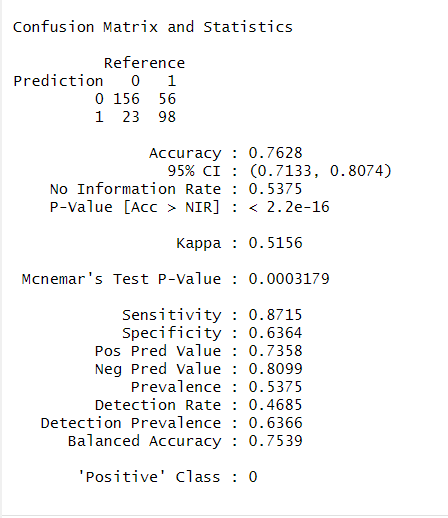 Confusion Matrix and Statistics
Reference
Prediction 0 1
0 156 56
1 23 98
Accuracy : 0.7628
95% CI : (0.7133, 0.8074)
No Information Rate : 0.5375
P-Value [Acc > NIR] : < 2.2e-16
Kappa : 0.5156
Mcnemar's Test P-Value : 0.0003179
Sensitivity : 0.8715
Specificity : 0.6364
Pos Pred Value : 0.7358
Neg Pred Value : 0.8099
Prevalence : 0.5375
Detection Rate : 0.4685
Detection Prevalence : 0.6366
Balanced Accuracy : 0.7539
'Positive' Class : 0